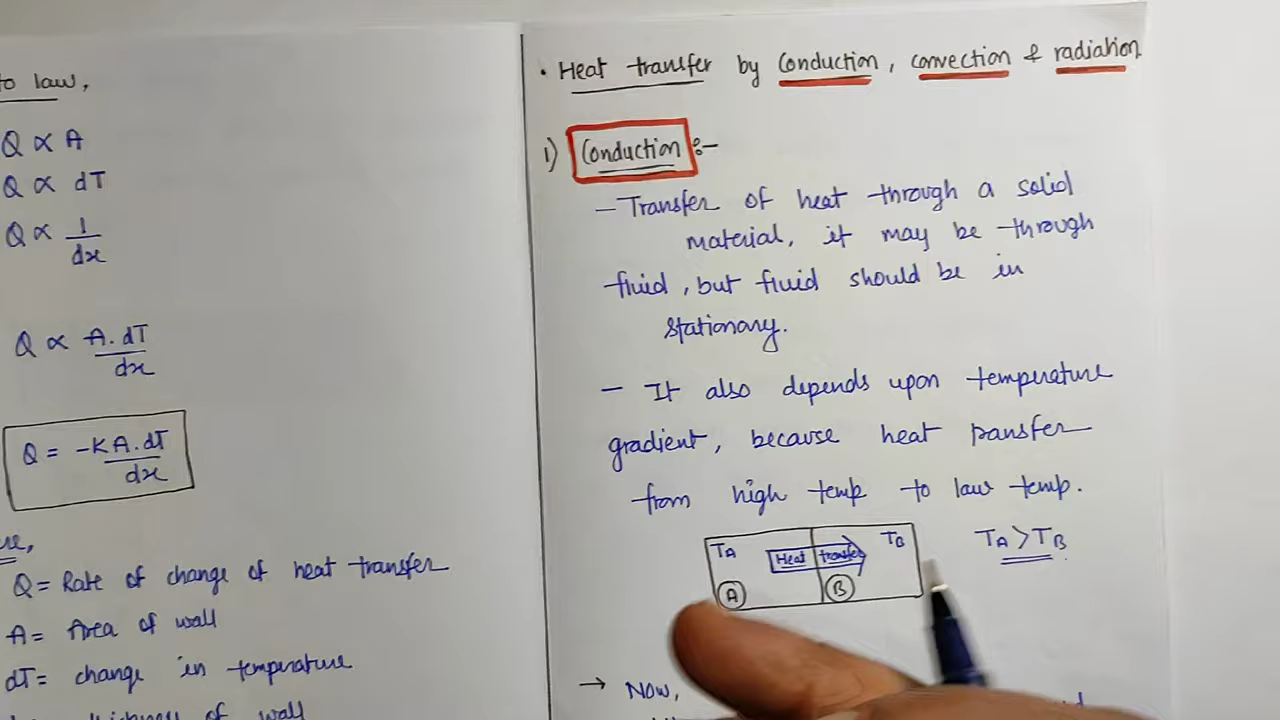 to law,
Q ∝ A
Q ∝ dT
Q ∝ 1/dx
Q ∝ A.dT/dx
Q = -KA.dT/dx
Q = Rate of change of heat transfer
A = Area of wall
dT = change in temperature
of wall
• Heat transfer by Conduction, convection & radiation
1) Conduction :-
- Transfer of heat through a solid
material, it may be through
fluid, but fluid should be in
stationary.
- It also depends upon temperature
gradient, because heat transfer
from high temp to law temp.
TA Heat transfer TB
A B
TA > TB
→ Now,